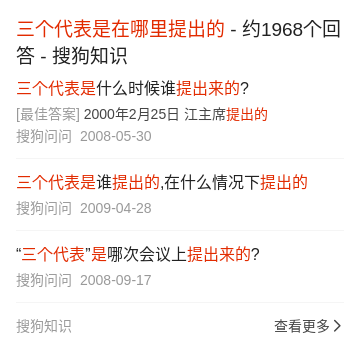 三个代表是在哪里提出的 - 约1968个回
答 - 搜狗知识
三个代表是什么时候谁提出来的?
[最佳答案] 2000年2月25日 江主席提出的
搜狗问问 2008-05-30
三个代表是谁提出的,在什么情况下提出的
搜狗问问 2009-04-28
“三个代表”是哪次会议上提出来的?
搜狗问问 2008-09-17
搜狗知识 查看更多